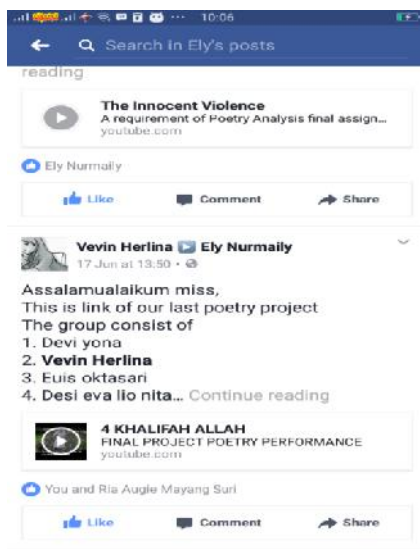 10:06
Search in Ely's posts
reading
The Innocent Violence
A requirement of Poetry Analysis final assign...
youtube.com
Ely Nurmaily
Like Comment Share
Vevin Herlina Ely Nurmaily
17 Jun at 13:50
Assalamualaikum miss,
This is link of our last poetry project
The group consist of
1. Devi yona
2. Vevin Herlina
3. Euis oktasari
4. Desi eva lio nita... Continue reading
4 KHALIFAH ALLAH
FINAL PROJECT POETRY PERFORMANCE
youtube.com
You and Ria Augie Mayang Suri
Like Comment Share